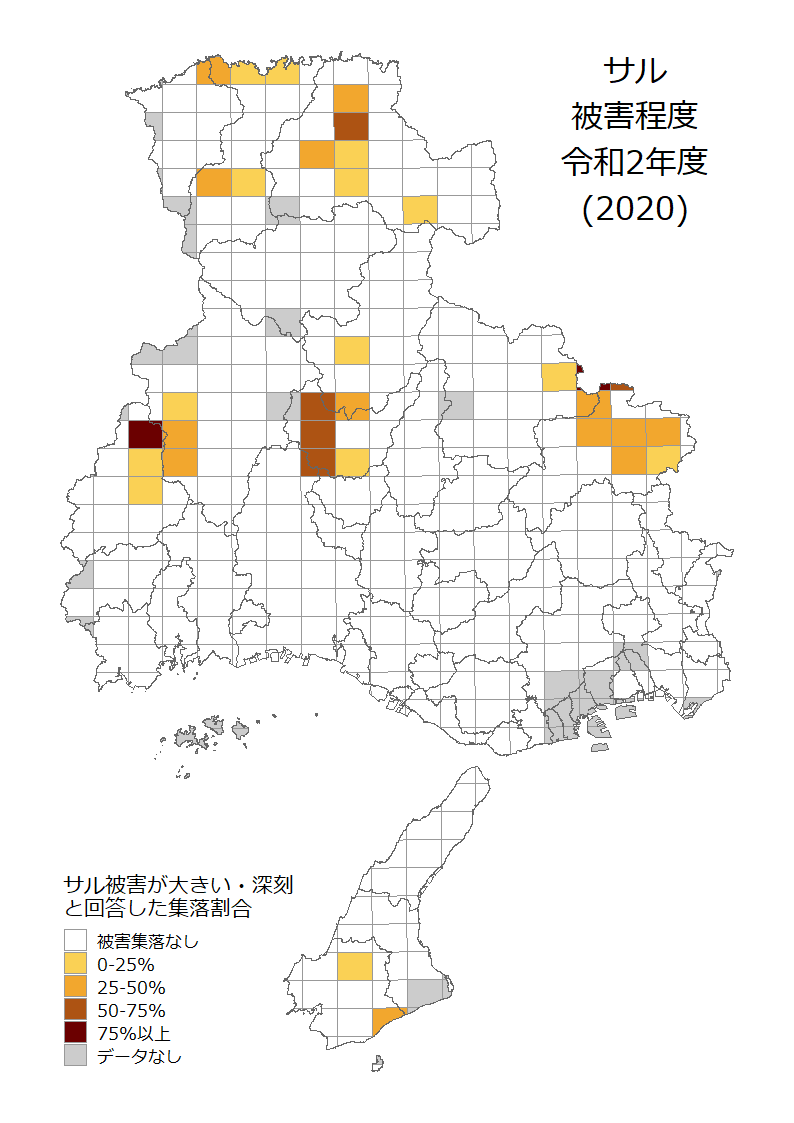 サル
被害程度
令和2年度
(2020)
サル被害が大きい・深刻
と回答した集落割合
被害集落なし
0-25%
25-50%
50-75%
75%以上
データなし